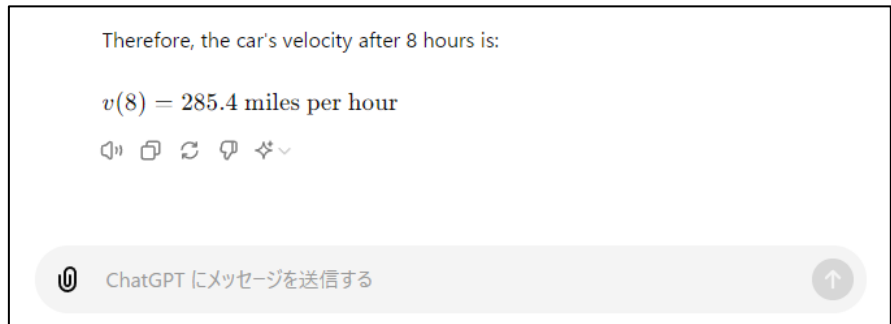 Therefore, the car's velocity after 8 hours is:
v(8) = 285.4 miles per hour
ChatGPT にメッセージを送信する